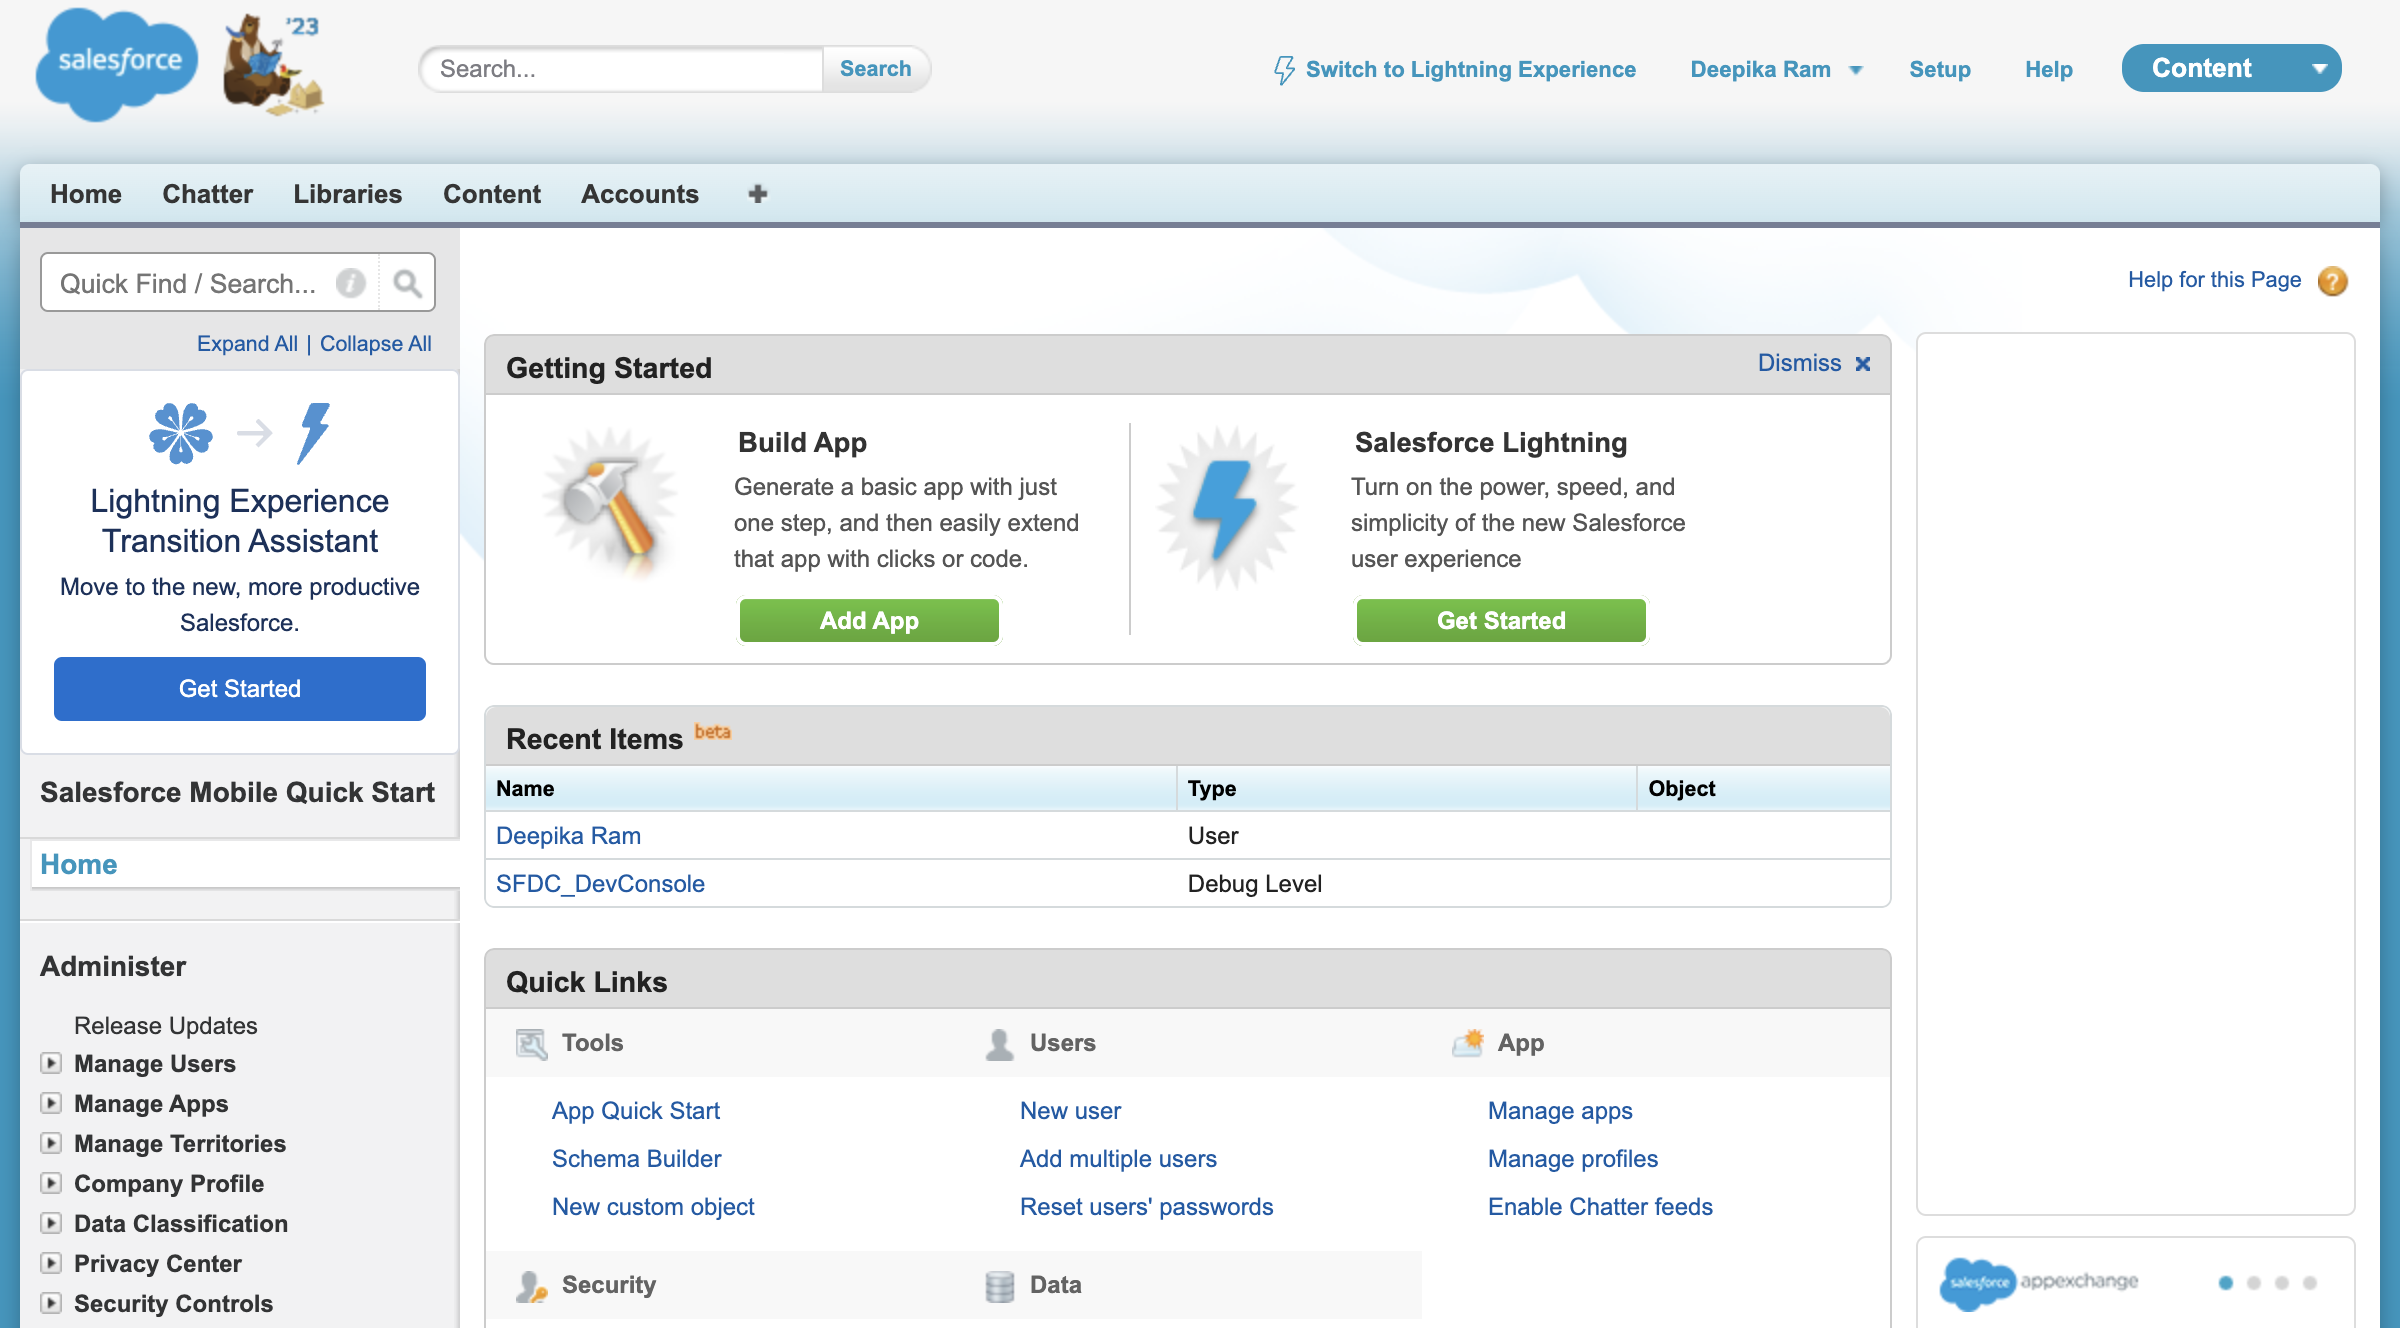 salesforce
'23
Search...
Search
Switch to Lightning Experience
Deepika Ram
Setup
Help
Content
Home
Chatter
Libraries
Content
Accounts
Quick Find / Search...
Expand All | Collapse All
Lightning Experience
Transition Assistant
Move to the new, more productive
Salesforce.
Get Started
Salesforce Mobile Quick Start
Home
Administer
Release Updates
Manage Users
Manage Apps
Manage Territories
Company Profile
Data Classification
Privacy Center
Security Controls
Help for this Page
Getting Started
Dismiss
Build App
Generate a basic app with just
one step, and then easily extend
that app with clicks or code.
Add App
Salesforce Lightning
Turn on the power, speed, and
simplicity of the new Salesforce
user experience
Get Started
Recent Items beta
Name
Type
Object
Deepika Ram
User
SFDC_DevConsole
Debug Level
Quick Links
Tools
Users
App
App Quick Start
New user
Manage apps
Schema Builder
Add multiple users
Manage profiles
New custom object
Reset users' passwords
Enable Chatter feeds
Security
Data
salesforce appexchange